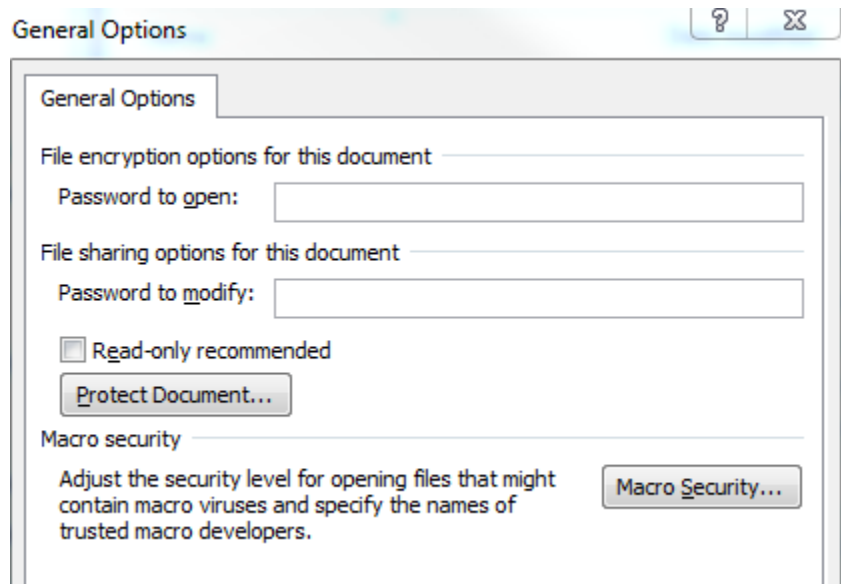 General Options
General Options
File encryption options for this document
Password to open:
File sharing options for this document
Password to modify:
Read-only recommended
Protect Document...
Macro security
Adjust the security level for opening files that might
contain macro viruses and specify the names of
trusted macro developers.
Macro Security...